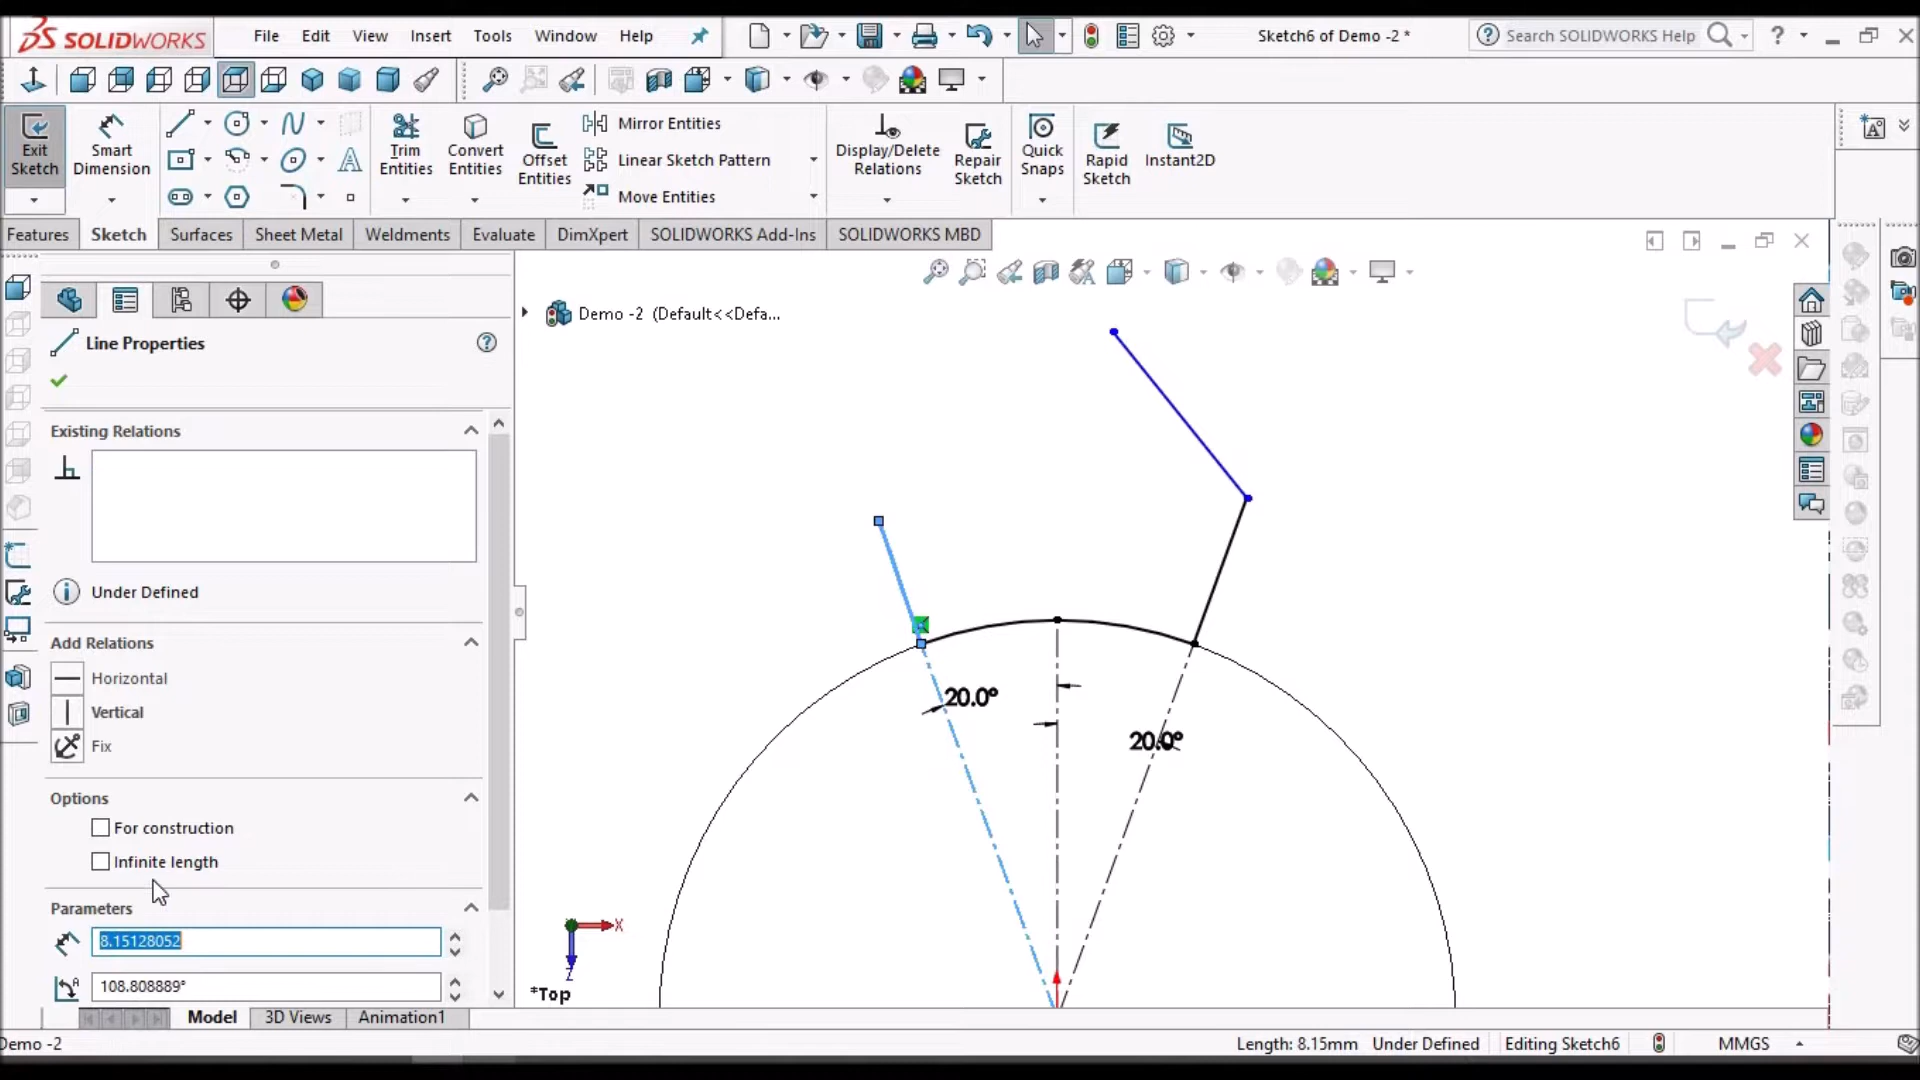 SOLIDWORKS
File Edit View Insert Tools Window Help
Sketch6 of Demo -2 *
Search SOLIDWORKS Help
?
Exit Sketch
Smart Dimension
Trim Entities
Convert Entities
Offset Entities
Mirror Entities
Linear Sketch Pattern
Move Entities
Display/Delete Relations
Repair Sketch
Quick Snaps
Rapid Sketch
Instant2D
Features Sketch Surfaces Sheet Metal Weldments Evaluate DimXpert SOLIDWORKS Add-Ins SOLIDWORKS MBD
Demo -2 (Default<<Defa...
Line Properties
Existing Relations
Under Defined
Add Relations
Horizontal
Vertical
Fix
Options
For construction
Infinite length
Parameters
8.15128052
108.808889°
20.0°
20.0°
X
Z
*Top
Model 3D Views Animation1
Demo -2
Length: 8.15mm Under Defined Editing Sketch6 MMGS